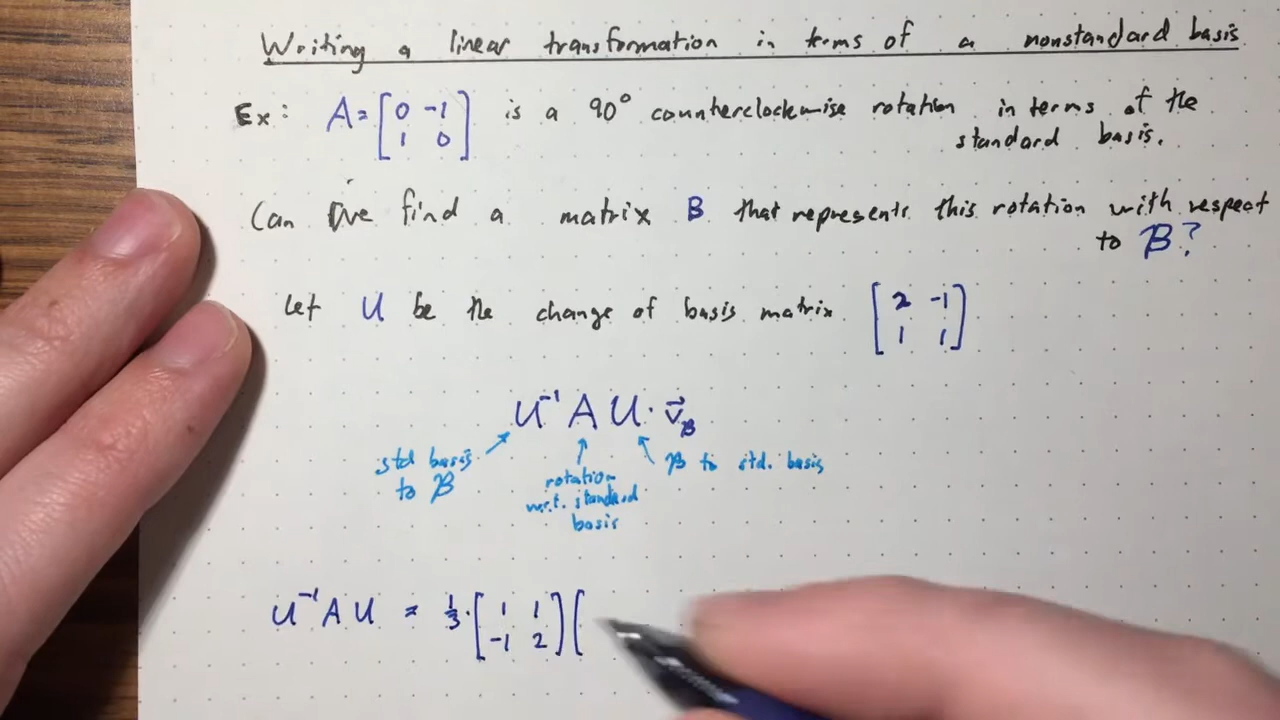 Writing a linear transformation in terms of a nonstandard basis
Ex: A = [0 -1 is a 90° counterclockwise rotation in terms of the
1 0] standard basis.
Can we find a matrix B that represents this rotation with respect
to ℬ?
Let U be the change of basis matrix [2 -1
1 1]
U⁻¹ A U · v⃗_ℬ
std basis
to ℬ
rotation
w.r.t. standard
basis
ℬ to std. basis
U⁻¹ A U = 1/3 · [1 1
-1 2] [